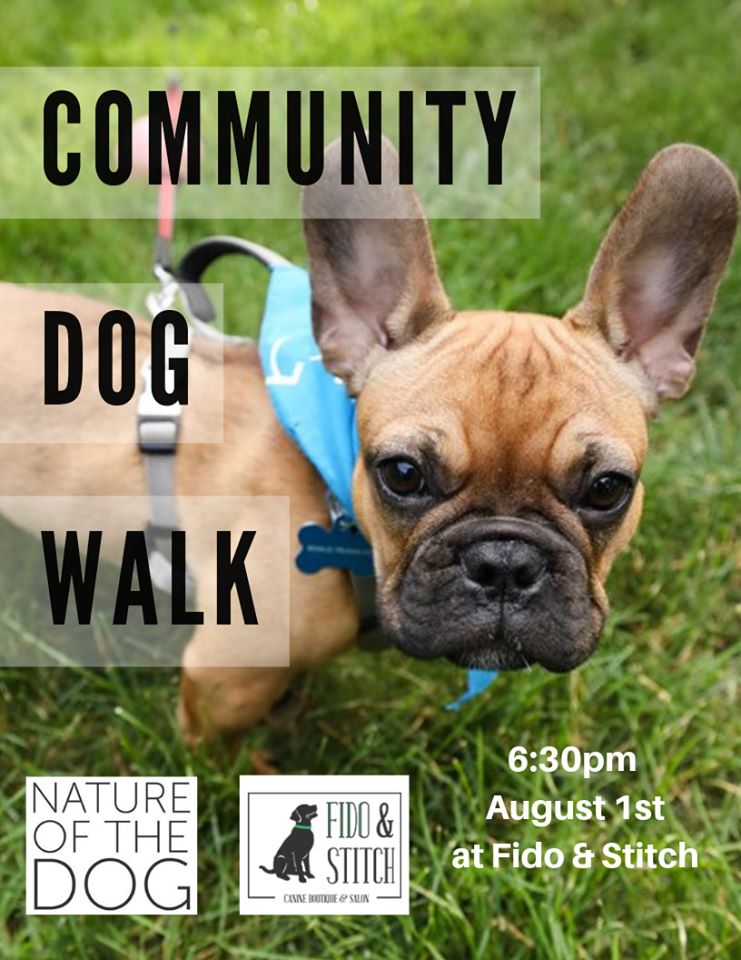 COMMUNITY
DOG
WALK
6:30pm
August 1st
at Fido & Stitch
NATURE
OF THE
DOG
FIDO &
STITCH
CANINE BOUTIQUE & SALON